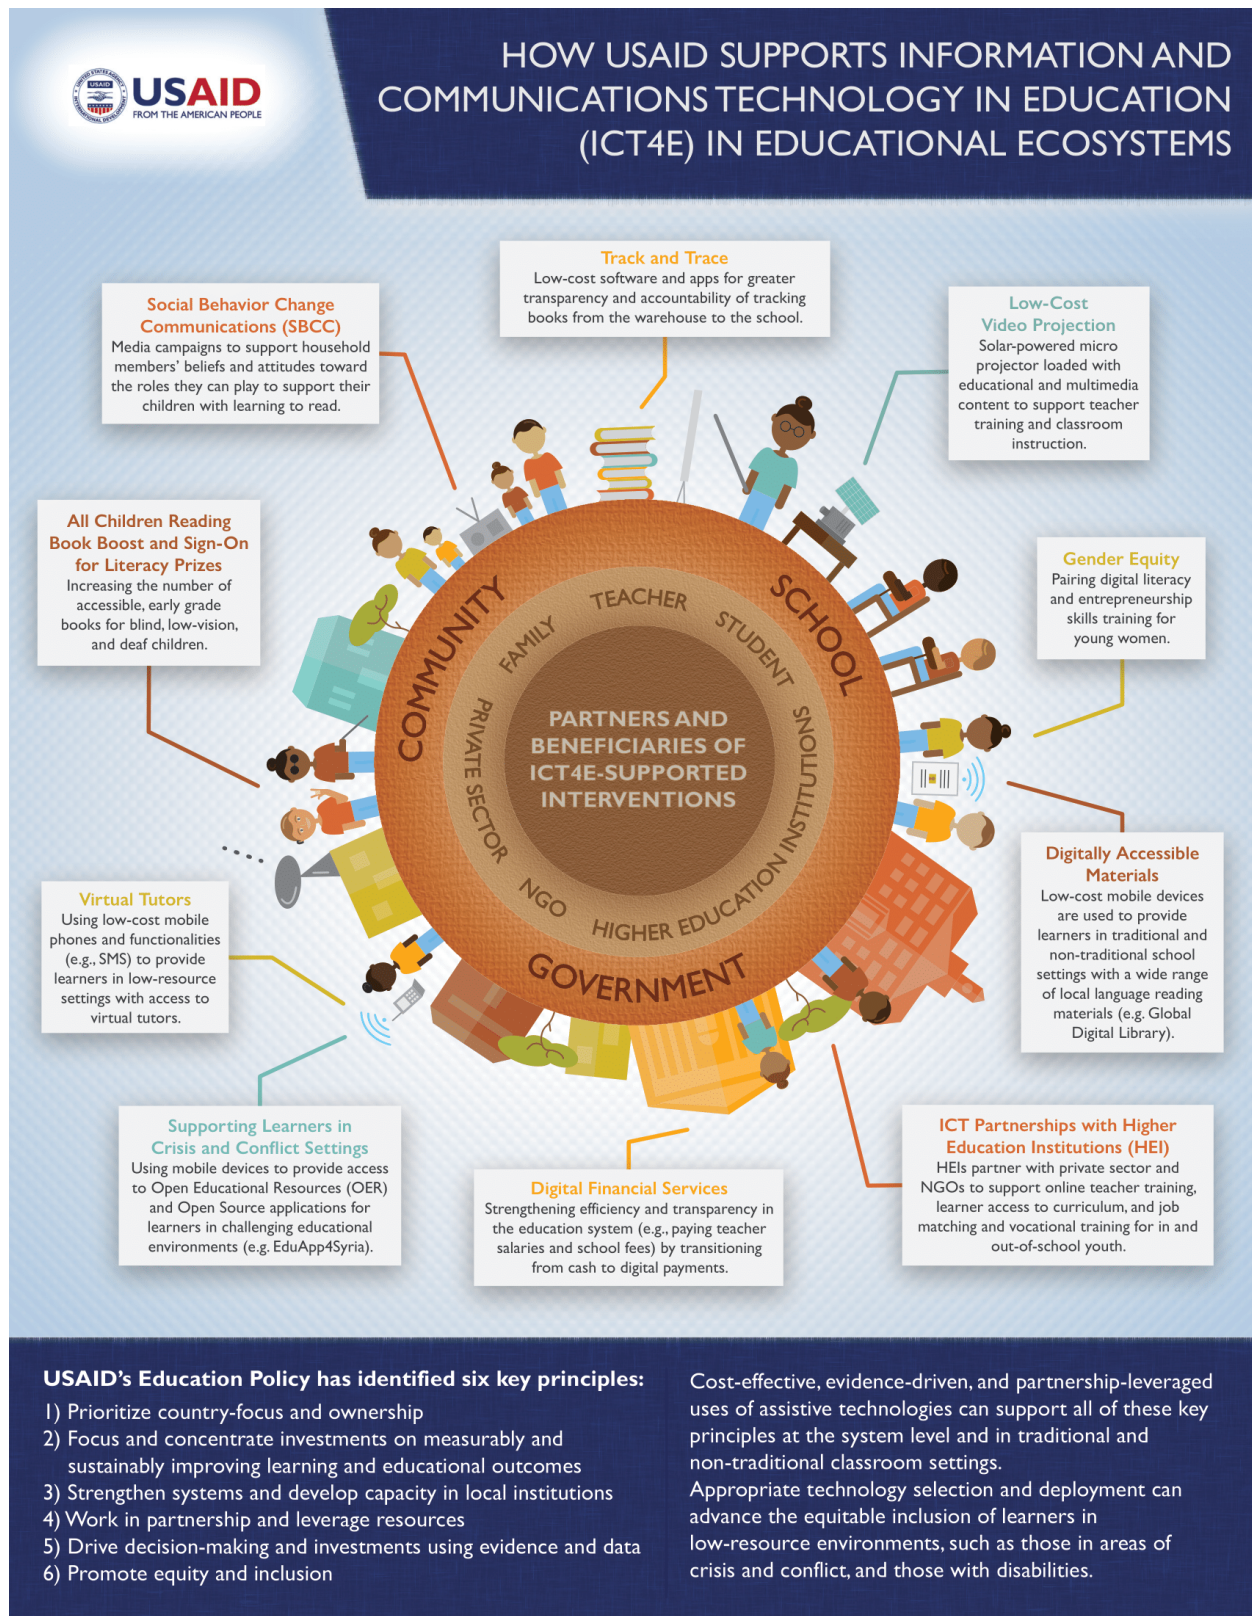 USAID
FROM THE AMERICAN PEOPLE
HOW USAID SUPPORTS INFORMATION AND
COMMUNICATIONS TECHNOLOGY IN EDUCATION
(ICT4E) IN EDUCATIONAL ECOSYSTEMS
Track and Trace
Low-cost software and apps for greater
transparency and accountability of tracking
books from the warehouse to the school.
Social Behavior Change
Communications (SBCC)
Media campaigns to support household
members' beliefs and attitudes toward
the roles they can play to support their
children with learning to read.
Low-Cost
Video Projection
Solar-powered micro
projector loaded with
educational and multimedia
content to support teacher
training and classroom
instruction.
All Children Reading
Book Boost and Sign-On
for Literacy Prizes
Increasing the number of
accessible, early grade
books for blind, low-vision,
and deaf children.
Gender Equity
Pairing digital literacy
and entrepreneurship
skills training for
young women.
COMMUNITY
SCHOOL
GOVERNMENT
FAMILY
TEACHER
STUDENT
HIGHER EDUCATION INSTITUTIONS
NGO
PRIVATE SECTOR
PARTNERS AND
BENEFICIARIES OF
ICT4E-SUPPORTED
INTERVENTIONS
Digitally Accessible
Materials
Low-cost mobile devices
are used to provide
learners in traditional and
non-traditional school
settings with a wide range
of local language reading
materials (e.g. Global
Digital Library).
Virtual Tutors
Using low-cost mobile
phones and functionalities
(e.g., SMS) to provide
learners in low-resource
settings with access to
virtual tutors.
Supporting Learners in
Crisis and Conflict Settings
Using mobile devices to provide access
to Open Educational Resources (OER)
and Open Source applications for
learners in challenging educational
environments (e.g. EduApp4Syria).
Digital Financial Services
Strengthening efficiency and transparency in
the education system (e.g., paying teacher
salaries and school fees) by transitioning
from cash to digital payments.
ICT Partnerships with Higher
Education Institutions (HEI)
HEIs partner with private sector and
NGOs to support online teacher training,
learner access to curriculum, and job
matching and vocational training for in and
out-of-school youth.
USAID's Education Policy has identified six key principles:
1) Prioritize country-focus and ownership
2) Focus and concentrate investments on measurably and
sustainably improving learning and educational outcomes
3) Strengthen systems and develop capacity in local institutions
4) Work in partnership and leverage resources
5) Drive decision-making and investments using evidence and data
6) Promote equity and inclusion
Cost-effective, evidence-driven, and partnership-leveraged
uses of assistive technologies can support all of these key
principles at the system level and in traditional and
non-traditional classroom settings.
Appropriate technology selection and deployment can
advance the equitable inclusion of learners in
low-resource environments, such as those in areas of
crisis and conflict, and those with disabilities.